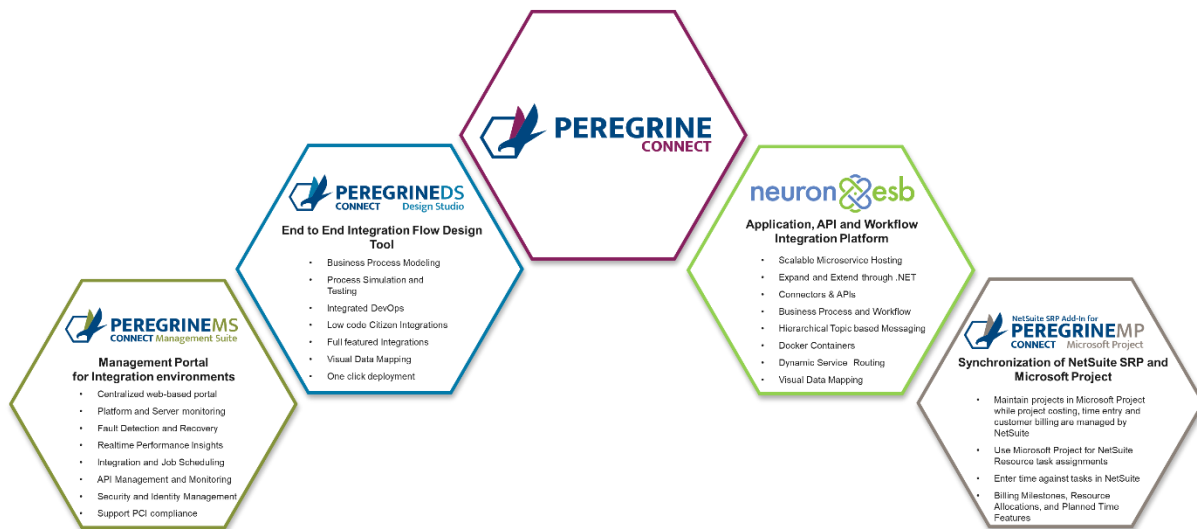 PEREGRINE
CONNECT
PEREGRINEDS
CONNECT Design Studio
End to End Integration Flow Design
Tool
• Business Process Modeling
• Process Simulation and
Testing
• Integrated DevOps
• Low code Citizen Integrations
• Full featured Integrations
• Visual Data Mapping
• One click deployment
neuron esb
Application, API and Workflow
Integration Platform
• Scalable Microservice Hosting
• Expand and Extend through .NET
• Connectors & APIs
• Business Process and Workflow
• Hierarchical Topic based Messaging
• Docker Containers
• Dynamic Service Routing
• Visual Data Mapping
PEREGRINEMS
CONNECT Management Suite
Management Portal
for Integration environments
• Centralized web-based portal
• Platform and Server monitoring
• Fault Detection and Recovery
• Realtime Performance Insights
• Integration and Job Scheduling
• API Management and Monitoring
• Security and Identity Management
• Support PCI compliance
NetSuite SRP Add-In for
PEREGRINEMP
CONNECT Microsoft Project
Synchronization of NetSuite SRP and
Microsoft Project
• Maintain projects in Microsoft Project
while project costing, time entry and
customer billing are managed by
NetSuite
• Use Microsoft Project for NetSuite
Resource task assignments
• Enter time against tasks in NetSuite
• Billing Milestones, Resource
Allocations, and Planned Time
Features